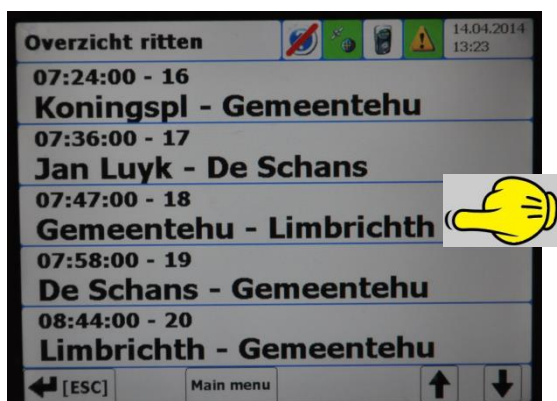 Overzicht ritten
14.04.2014
13:23
07:24:00 - 16
Koningspl - Gemeentehu
07:36:00 - 17
Jan Luyk - De Schans
07:47:00 - 18
Gemeentehu - Limbrichth
07:58:00 - 19
De Schans - Gemeentehu
08:44:00 - 20
Limbrichth - Gemeentehu
[ESC] Main menu